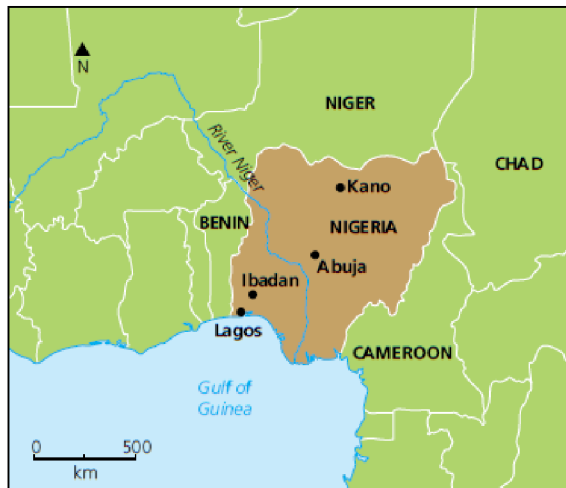 N
NIGER
River Niger
CHAD
Kano
BENIN
NIGERIA
Abuja
Ibadan
Lagos
CAMEROON
Gulf of
Guinea
0 500
km